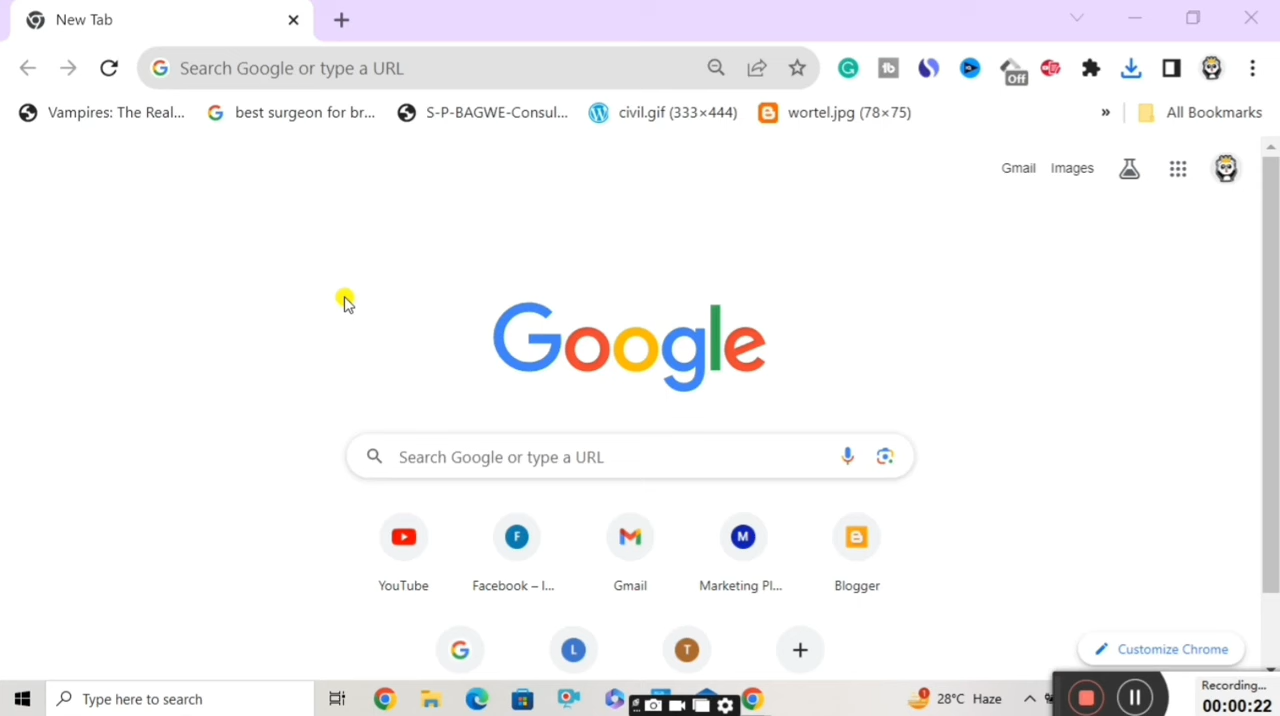 New Tab
Search Google or type a URL
Off
Vampires: The Real...
best surgeon for br...
S-P-BAGWE-Consul...
civil.gif (333×444)
wortel.jpg (78×75)
»
All Bookmarks
Gmail
Images
Google
Search Google or type a URL
F
M
YouTube
Facebook – l...
Gmail
Marketing Pl...
Blogger
L
T
Customize Chrome
Type here to search
28°C Haze
Recording...
00:00:22